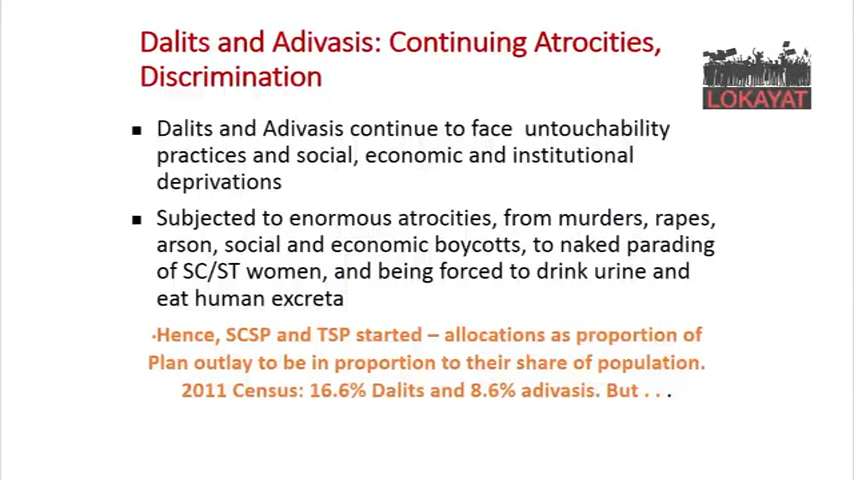 Dalits and Adivasis: Continuing Atrocities,
Discrimination
LOKAYAT
▪ Dalits and Adivasis continue to face untouchability
practices and social, economic and institutional
deprivations
▪ Subjected to enormous atrocities, from murders, rapes,
arson, social and economic boycotts, to naked parading
of SC/ST women, and being forced to drink urine and
eat human excreta
·Hence, SCSP and TSP started – allocations as proportion of
Plan outlay to be in proportion to their share of population.
2011 Census: 16.6% Dalits and 8.6% adivasis. But . . .